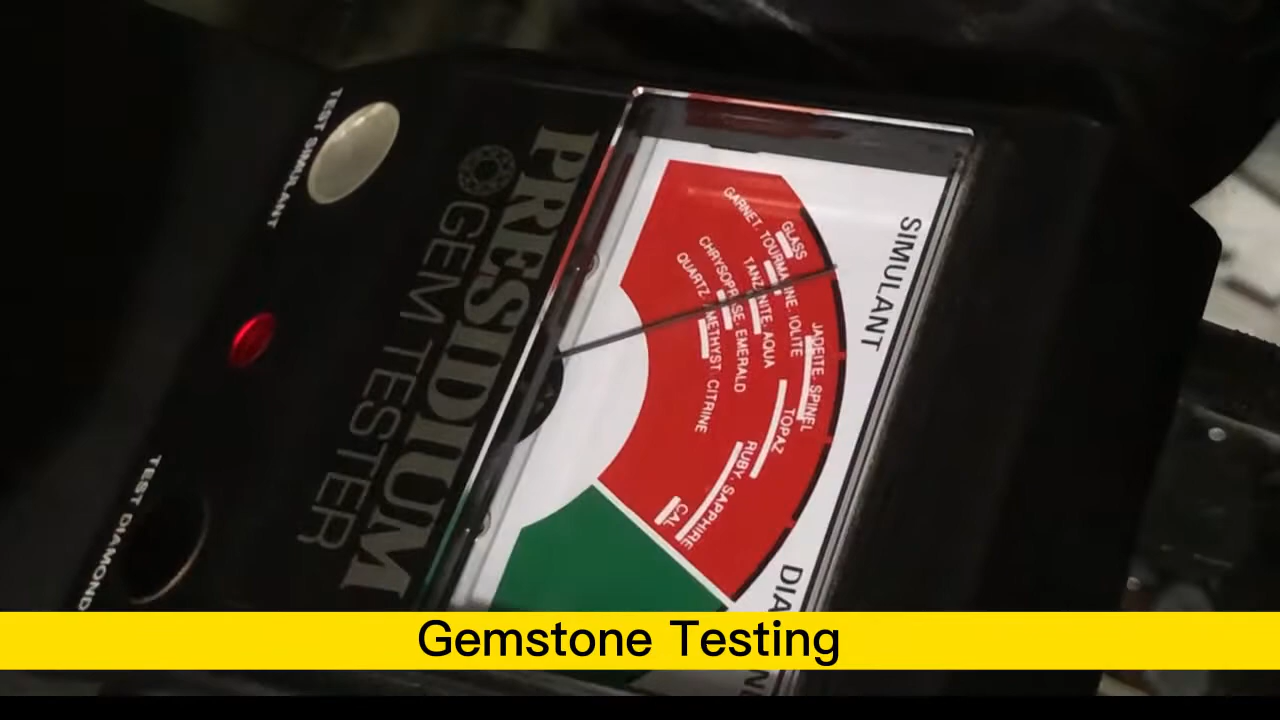 TEST SIMULANT
PRESIDIUM
GEM TESTER
TEST DIAMOND
SIMULANT
GLASS
GARNET, TOURMALINE, IOLITE
TANZANITE, AQUA
CHRYSOPRASE, EMERALD
QUARTZ, AMETHYST, CITRINE
JADEITE, SPINEL
TOPAZ
RUBY, SAPPHIRE
CAL
Gemstone Testing